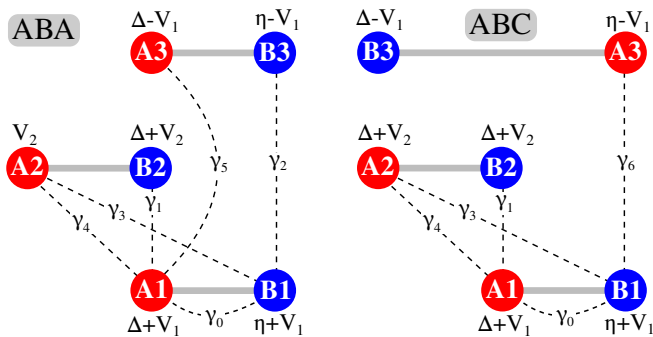 ABA
Δ-V₁
η-V₁
A3
B3
V₂
Δ+V₂
A2
B2
γ₅
γ₂
γ₁
γ₃
γ₄
A1
B1
γ₀
Δ+V₁
η+V₁
ABC
Δ-V₁
η-V₁
B3
A3
Δ+V₂
Δ+V₂
A2
B2
γ₆
γ₁
γ₃
γ₄
A1
B1
γ₀
Δ+V₁
η+V₁